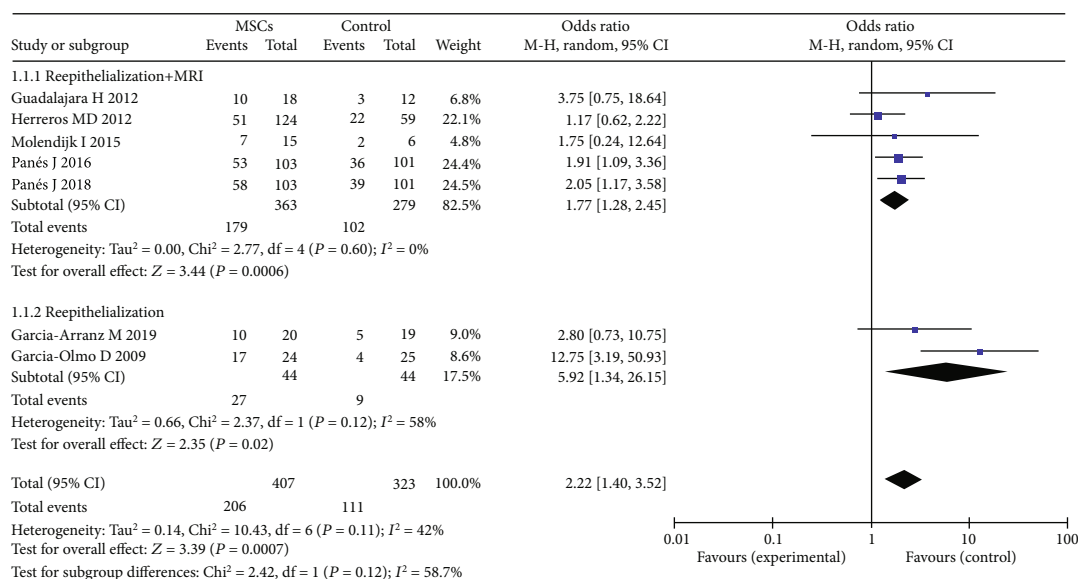 MSCs Control Odds ratio Odds ratio
Study or subgroup Events Total Events Total Weight M-H, random, 95% CI M-H, random, 95% CI
1.1.1 Reepithelialization+MRI
Guadalajara H 2012 10 18 3 12 6.8% 3.75 [0.75, 18.64]
Herreros MD 2012 51 124 22 59 22.1% 1.17 [0.62, 2.22]
Molendijk I 2015 7 15 2 6 4.8% 1.75 [0.24, 12.64]
Panés J 2016 53 103 36 101 24.4% 1.91 [1.09, 3.36]
Panés J 2018 58 103 39 101 24.5% 2.05 [1.17, 3.58]
Subtotal (95% CI) 363 279 82.5% 1.77 [1.28, 2.45]
Total events 179 102
Heterogeneity: Tau² = 0.00, Chi² = 2.77, df = 4 (P = 0.60); I² = 0%
Test for overall effect: Z = 3.44 (P = 0.0006)
1.1.2 Reepithelialization
Garcia-Arranz M 2019 10 20 5 19 9.0% 2.80 [0.73, 10.75]
Garcia-Olmo D 2009 17 24 4 25 8.6% 12.75 [3.19, 50.93]
Subtotal (95% CI) 44 44 17.5% 5.92 [1.34, 26.15]
Total events 27 9
Heterogeneity: Tau² = 0.66, Chi² = 2.37, df = 1 (P = 0.12); I² = 58%
Test for overall effect: Z = 2.35 (P = 0.02)
Total (95% CI) 407 323 100.0% 2.22 [1.40, 3.52]
Total events 206 111
Heterogeneity: Tau² = 0.14, Chi² = 10.43, df = 6 (P = 0.11); I² = 42%
Test for overall effect: Z = 3.39 (P = 0.0007)
Test for subgroup differences: Chi² = 2.42, df = 1 (P = 0.12); I² = 58.7%
0.01 0.1 1 10 100
Favours (experimental) Favours (control)